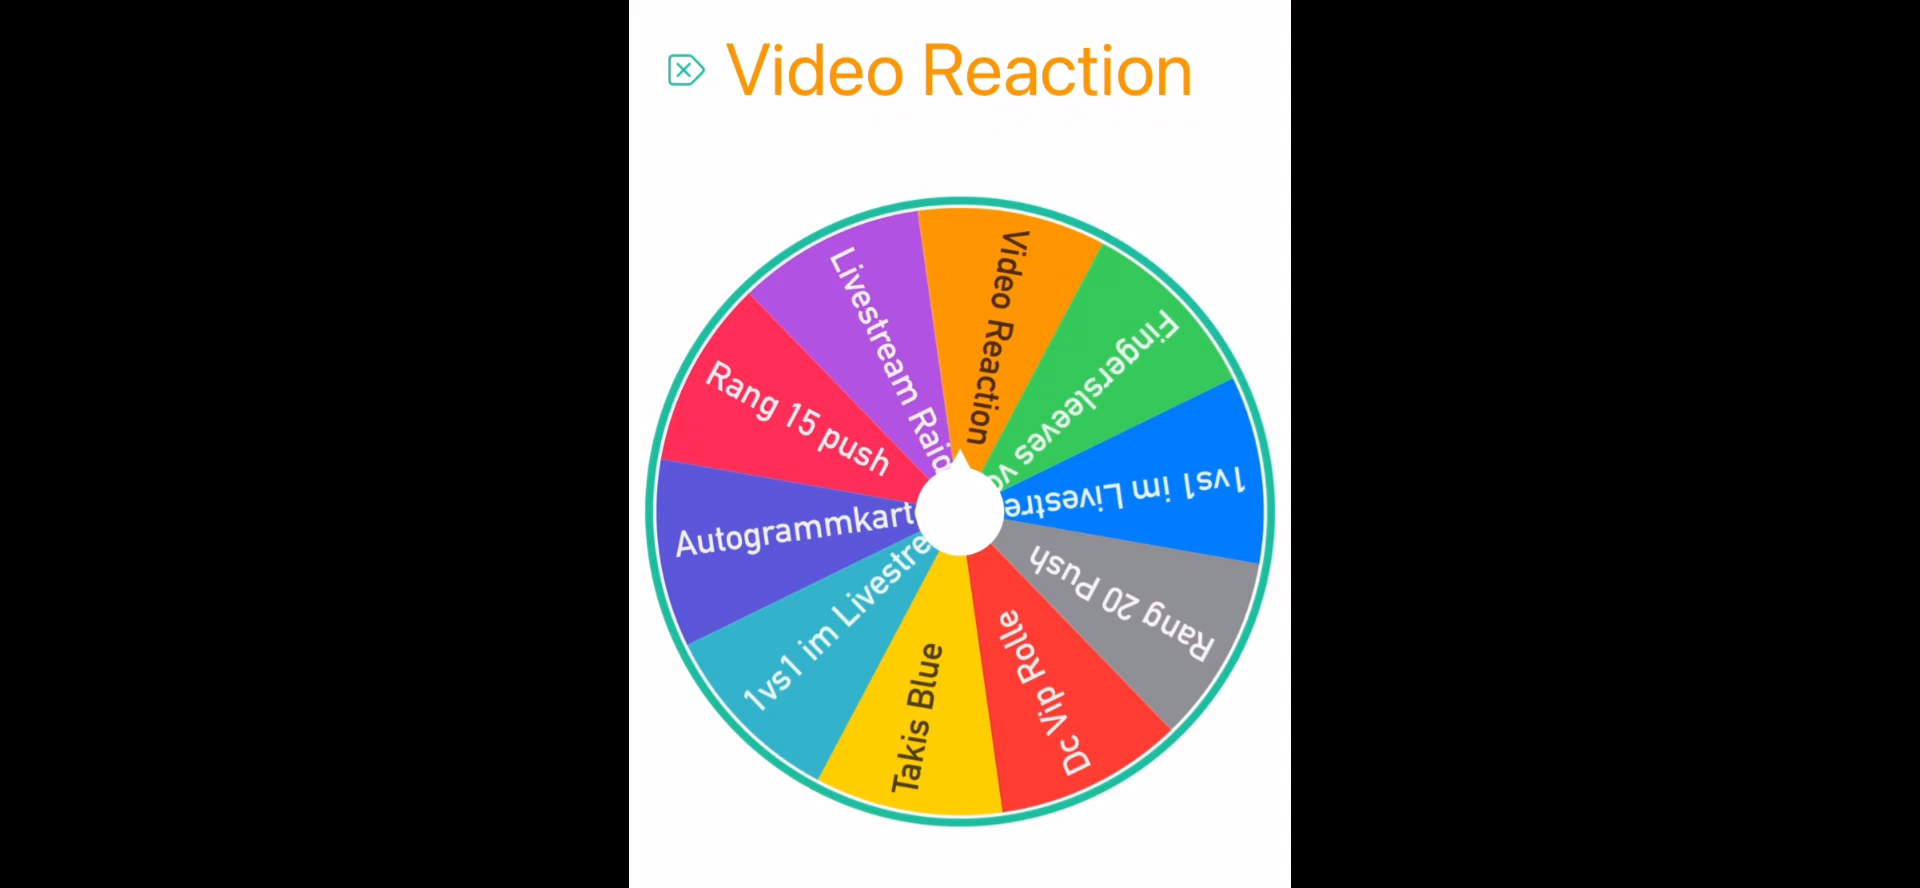 Video Reaction
Video Reaction
Fingersleeves
1vs1 im Livestre
Rang 20 Push
Dc Vip Rolle
Takis Blue
1vs1 im Livestre
Autogrammkart
Rang 15 push
Livestream Raid